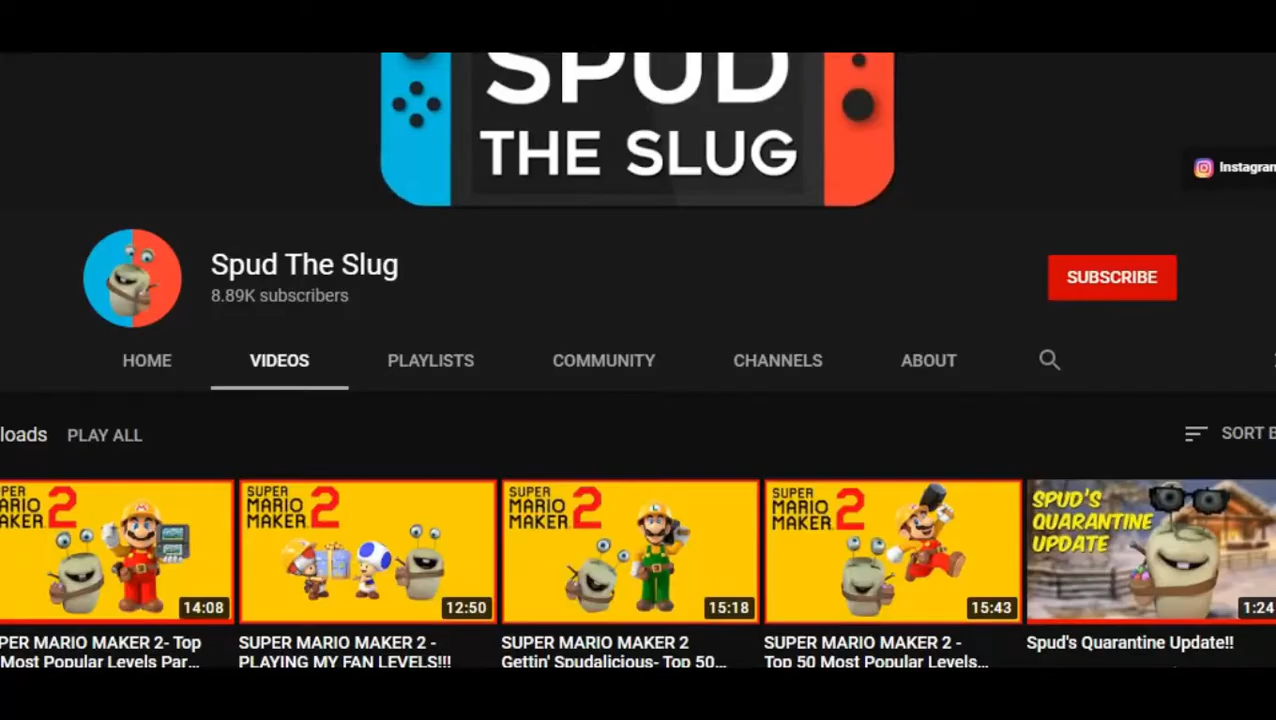 SPUD
THE SLUG
Instagram
Spud The Slug
8.89K subscribers
SUBSCRIBE
HOME VIDEOS PLAYLISTS COMMUNITY CHANNELS ABOUT
loads PLAY ALL SORT B
PER MARIO MAKER 2 SUPER MARIO MAKER 2 SUPER MARIO MAKER 2 SUPER MARIO MAKER 2 SPUD'S
QUARANTINE
UPDATE
14:08 12:50 15:18 15:43 1:24
PER MARIO MAKER 2- Top SUPER MARIO MAKER 2 - SUPER MARIO MAKER 2 SUPER MARIO MAKER 2 - Spud's Quarantine Update!!
Most Popular Levels Par... PLAYING MY FAN LEVELS!!! Gettin' Spudalicious- Top 50... Top 50 Most Popular Levels...